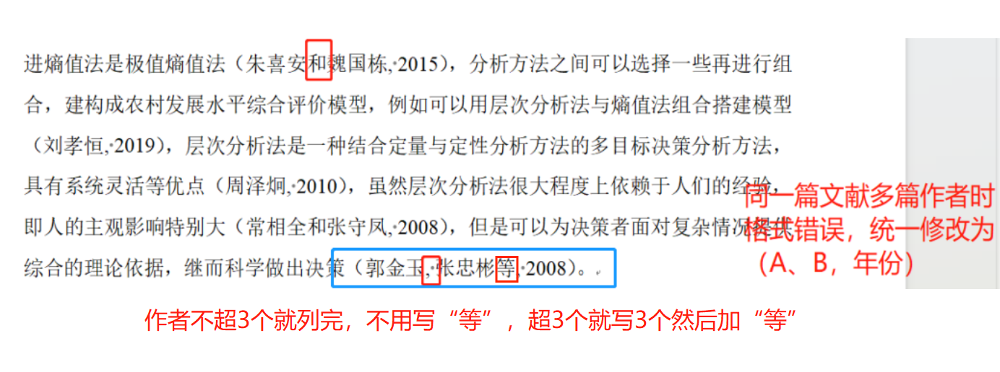 进熵值法是极值熵值法（朱喜安和魏国栋, 2015），分析方法之间可以选择一些再进行组
合，建构成农村发展水平综合评价模型，例如可以用层次分析法与熵值法组合搭建模型
（刘孝恒, 2019），层次分析法是一种结合定量与定性分析方法的多目标决策分析方法，
具有系统灵活等优点（周泽炯, 2010），虽然层次分析法很大程度上依赖于人们的经验，
即人的主观影响特别大（常相全和张守凤, 2008），但是可以为决策者面对复杂情况提供
综合的理论依据，继而科学做出决策（郭金玉, 张忠彬等, 2008）。
同一篇文献多篇作者时
格式错误，统一修改为
（A、B，年份）
作者不超3个就列完，不用写“等”，超3个就写3个然后加“等”